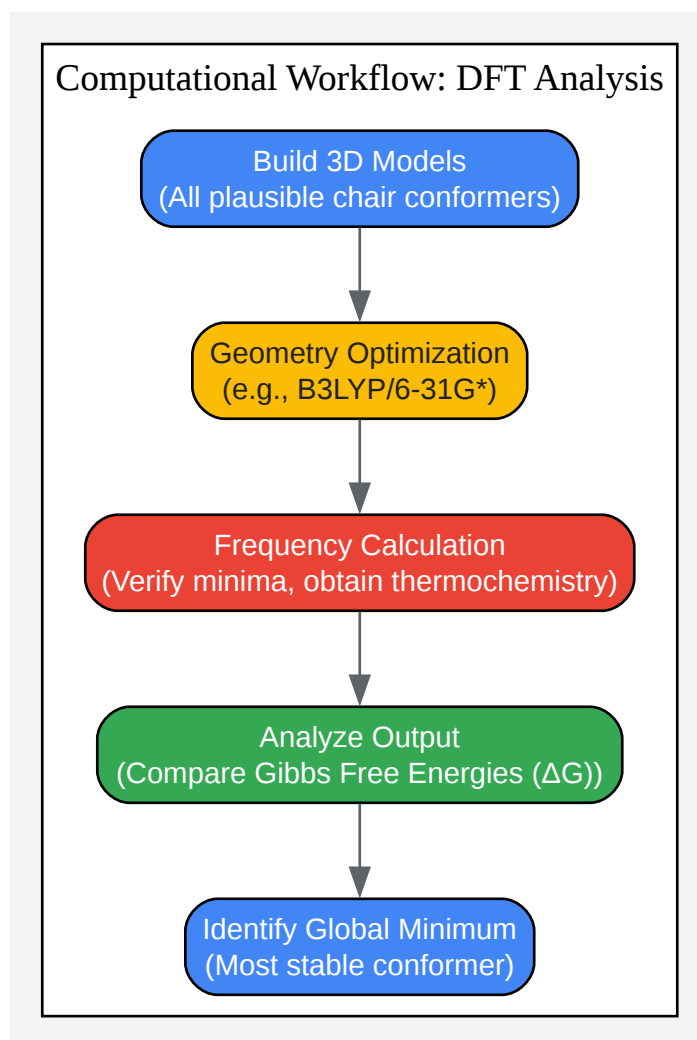 Computational Workflow: DFT Analysis
Build 3D Models
(All plausible chair conformers)
Geometry Optimization
(e.g., B3LYP/6-31G*)
Frequency Calculation
(Verify minima, obtain thermochemistry)
Analyze Output
(Compare Gibbs Free Energies (ΔG))
Identify Global Minimum
(Most stable conformer)